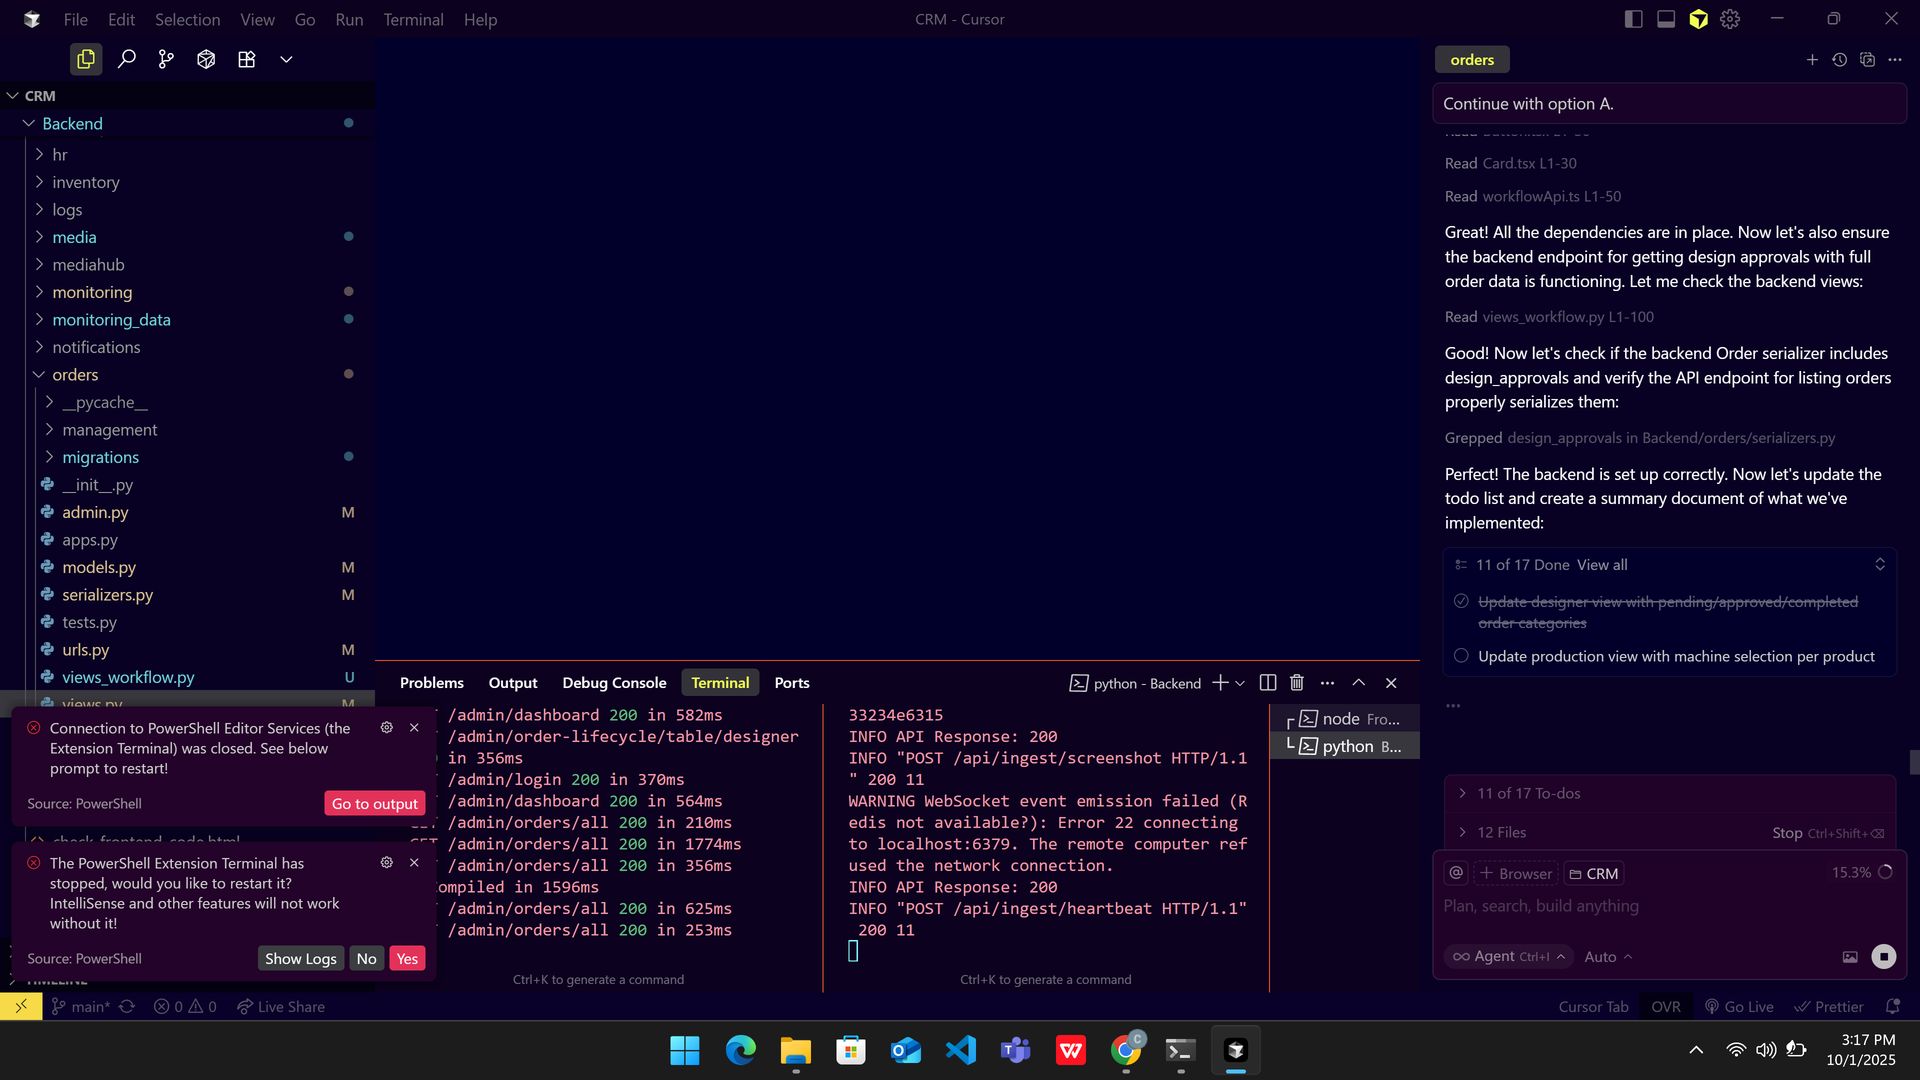 File Edit Selection View Go Run Terminal Help
CRM - Cursor
CRM
Backend
hr
inventory
logs
media
mediahub
monitoring
monitoring_data
notifications
orders
__pycache__
management
migrations
__init__.py
admin.py M
apps.py
models.py M
serializers.py M
tests.py
urls.py M
views_workflow.py U
views.py M
Connection to PowerShell Editor Services (the
Extension Terminal) was closed. See below
prompt to restart!
Source: PowerShell
Go to output
check_frontend_code.html
The PowerShell Extension Terminal has
stopped, would you like to restart it?
IntelliSense and other features will not work
without it!
Source: PowerShell
Show Logs No Yes
TIMELINE
Problems Output Debug Console Terminal Ports
python - Backend
/admin/dashboard 200 in 582ms
/admin/order-lifecycle/table/designer
in 356ms
/admin/login 200 in 370ms
/admin/dashboard 200 in 564ms
/admin/orders/all 200 in 210ms
GET /admin/orders/all 200 in 1774ms
/admin/orders/all 200 in 356ms
Compiled in 1596ms
/admin/orders/all 200 in 625ms
/admin/orders/all 200 in 253ms
Ctrl+K to generate a command
33234e6315
INFO API Response: 200
INFO "POST /api/ingest/screenshot HTTP/1.1
" 200 11
WARNING WebSocket event emission failed (R
edis not available?): Error 22 connecting
to localhost:6379. The remote computer ref
used the network connection.
INFO API Response: 200
INFO "POST /api/ingest/heartbeat HTTP/1.1"
200 11
Ctrl+K to generate a command
node Fro...
python B...
orders
Continue with option A.
Read Button.tsx L1-30
Read Card.tsx L1-30
Read workflowApi.ts L1-50
Great! All the dependencies are in place. Now let's also ensure
the backend endpoint for getting design approvals with full
order data is functioning. Let me check the backend views:
Read views_workflow.py L1-100
Good! Now let's check if the backend Order serializer includes
design_approvals and verify the API endpoint for listing orders
properly serializes them:
Grepped design_approvals in Backend/orders/serializers.py
Perfect! The backend is set up correctly. Now let's update the
todo list and create a summary document of what we've
implemented:
11 of 17 Done View all
Update designer view with pending/approved/completed
order categories
Update production view with machine selection per product
11 of 17 To-dos
12 Files Stop Ctrl+Shift+⌫
@ Browser CRM 15.3%
Plan, search, build anything
Agent Ctrl+I Auto
main* 0 0 Live Share
Cursor Tab OVR Go Live Prettier
3:17 PM
10/1/2025